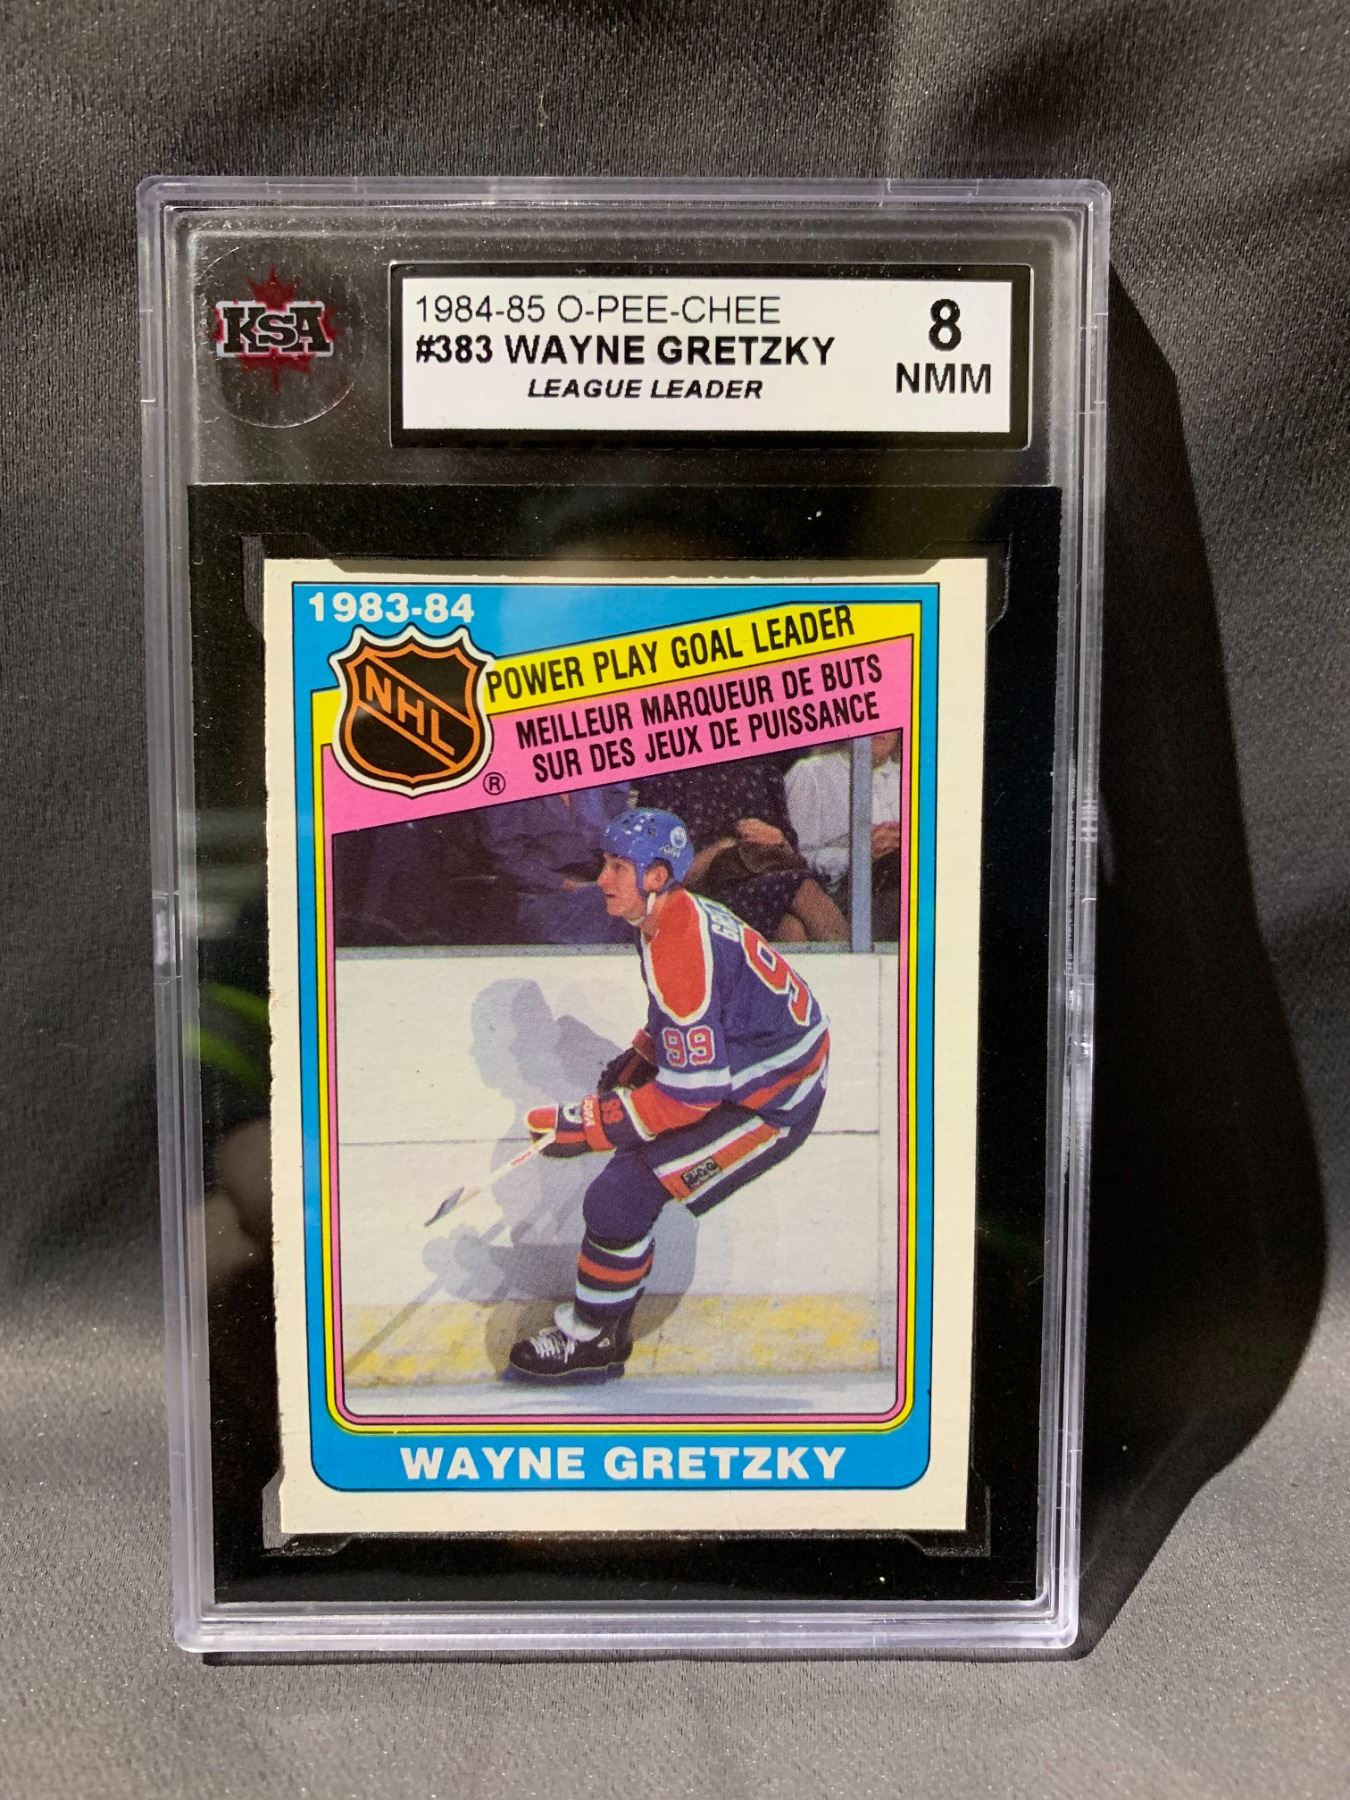 KSA
1984-85 O-PEE-CHEE
#383 WAYNE GRETZKY
LEAGUE LEADER
8
NMM
1983-84
NHL
®
POWER PLAY GOAL LEADER
MEILLEUR MARQUEUR DE BUTS
SUR DES JEUX DE PUISSANCE
99
99
WAYNE GRETZKY